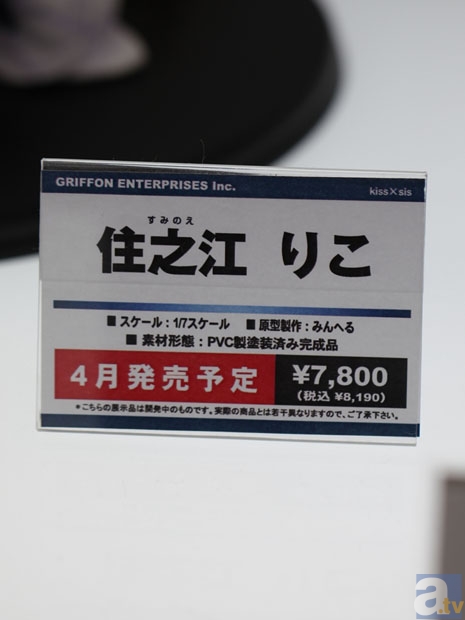 GRIFFON ENTERPRISES Inc.
kiss×sis
すみのえ
住之江 りこ
■ スケール：1/7スケール ■ 原型製作：みんへる
■ 素材形態：PVC製塗装済み完成品
4月発売予定
¥7,800
(税込 ¥8,190)
＊こちらの展示品は開発中のものです。実際の商品とは若干異なりますので、ご了承下さい。
a.tv